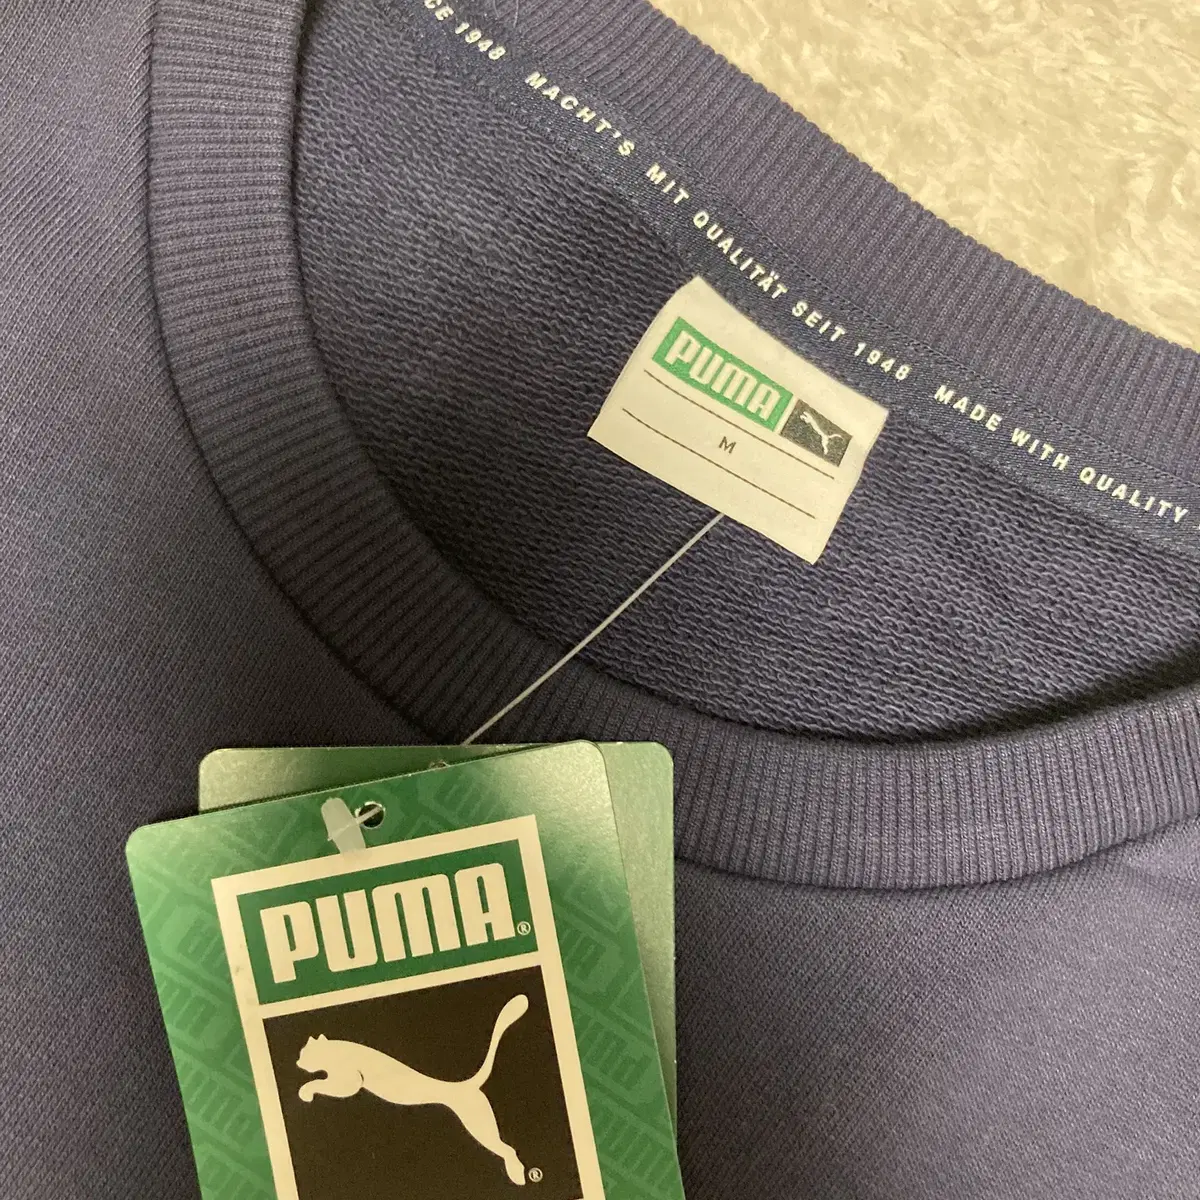 CE 1948 MACHT'S MIT QUALITÄT SEIT 1948 MADE WITH QUALITY
PUMA
M
PUMA®
®